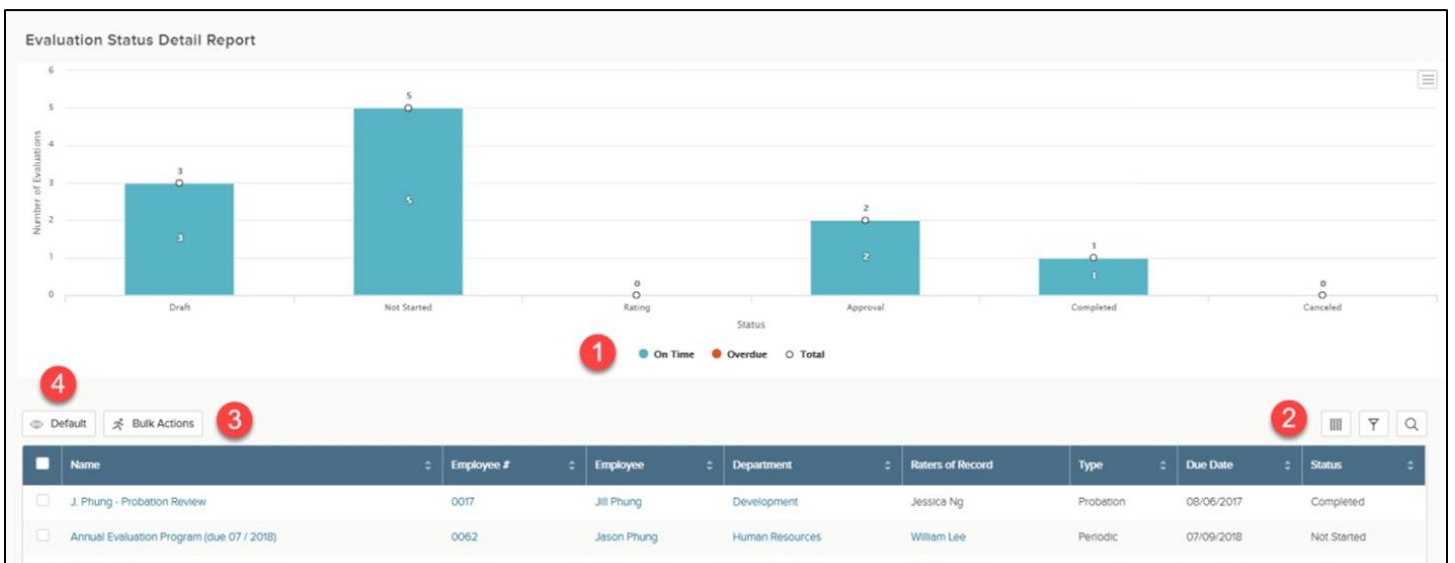 Evaluation Status Detail Report
6
5
4
3
2
1
0
Number of Evaluations
3
3
5
5
0
2
2
1
1
0
Draft Not Started Rating Approval Completed Canceled
Status
1 On Time Overdue Total
4
Default Bulk Actions 3 2
Name Employee # Employee Department Raters of Record Type Due Date Status
J. Phung - Probation Review 0017 Jill Phung Development Jessica Ng Probation 08/06/2017 Completed
Annual Evaluation Program (due 07 / 2018) 0062 Jason Phung Human Resources William Lee Periodic 07/09/2018 Not Started